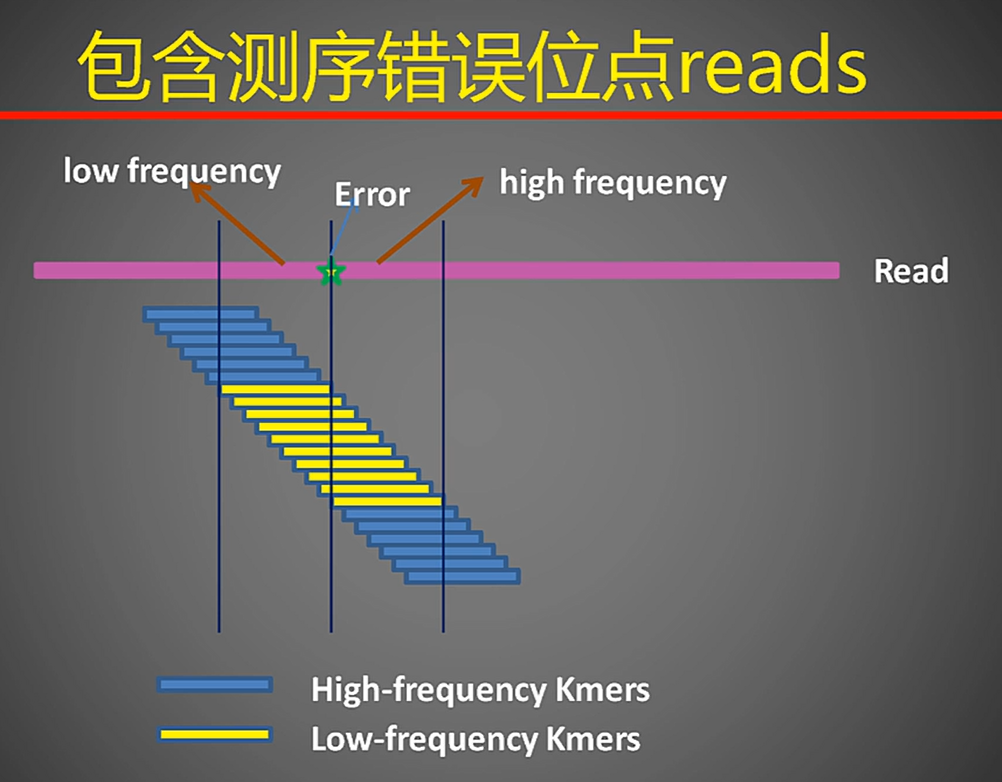 包含测序错误位点reads
low frequency
Error
high frequency
Read
High-frequency Kmers
Low-frequency Kmers